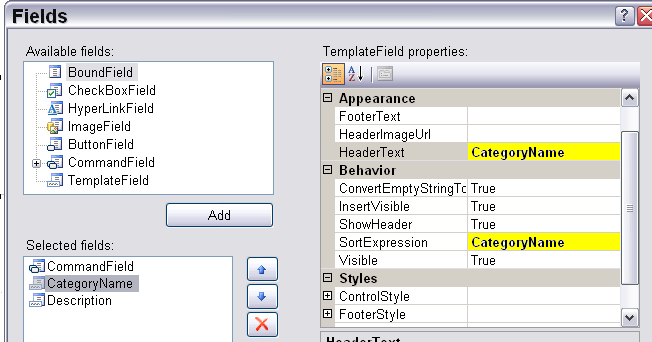 Fields
Available fields:
BoundField
CheckBoxField
HyperLinkField
ImageField
ButtonField
CommandField
TemplateField
Add
Selected fields:
CommandField
CategoryName
Description
TemplateField properties:
Appearance
FooterText
HeaderImageUrl
HeaderText CategoryName
Behavior
ConvertEmptyStringTo True
InsertVisible True
ShowHeader True
SortExpression CategoryName
Visible True
Styles
ControlStyle
FooterStyle
HeaderText